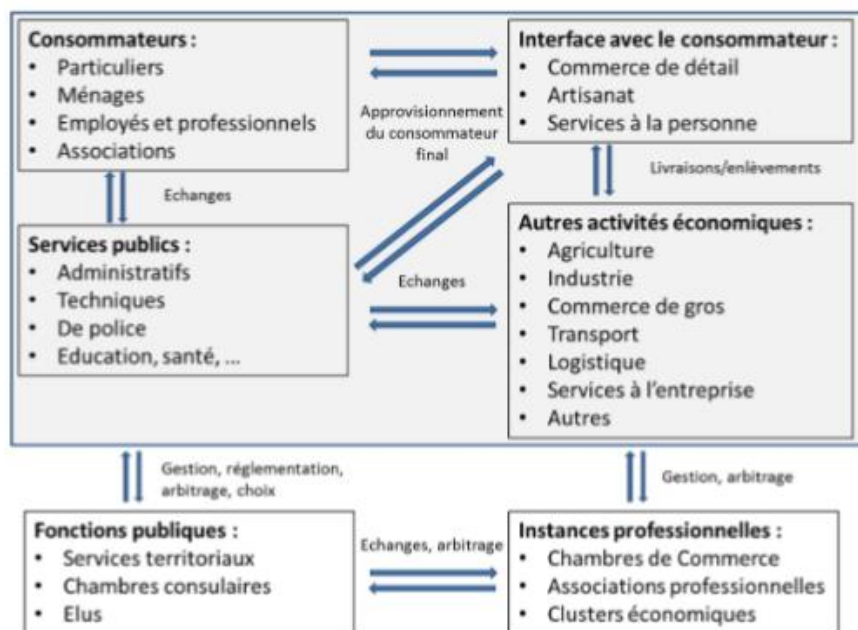 Consommateurs :
• Particuliers
• Ménages
• Employés et professionnels
• Associations
Interface avec le consommateur :
• Commerce de détail
• Artisanat
• Services à la personne
Approvisionnement
du consommateur
final
Echanges
Livraisons/enlèvements
Services publics :
• Administratifs
• Techniques
• De police
• Education, santé, ...
Echanges
Autres activités économiques :
• Agriculture
• Industrie
• Commerce de gros
• Transport
• Logistique
• Services à l'entreprise
• Autres
Gestion, réglementation,
arbitrage, choix
Gestion, arbitrage
Fonctions publiques :
• Services territoriaux
• Chambres consulaires
• Elus
Echanges, arbitrage
Instances professionnelles :
• Chambres de Commerce
• Associations professionnelles
• Clusters économiques